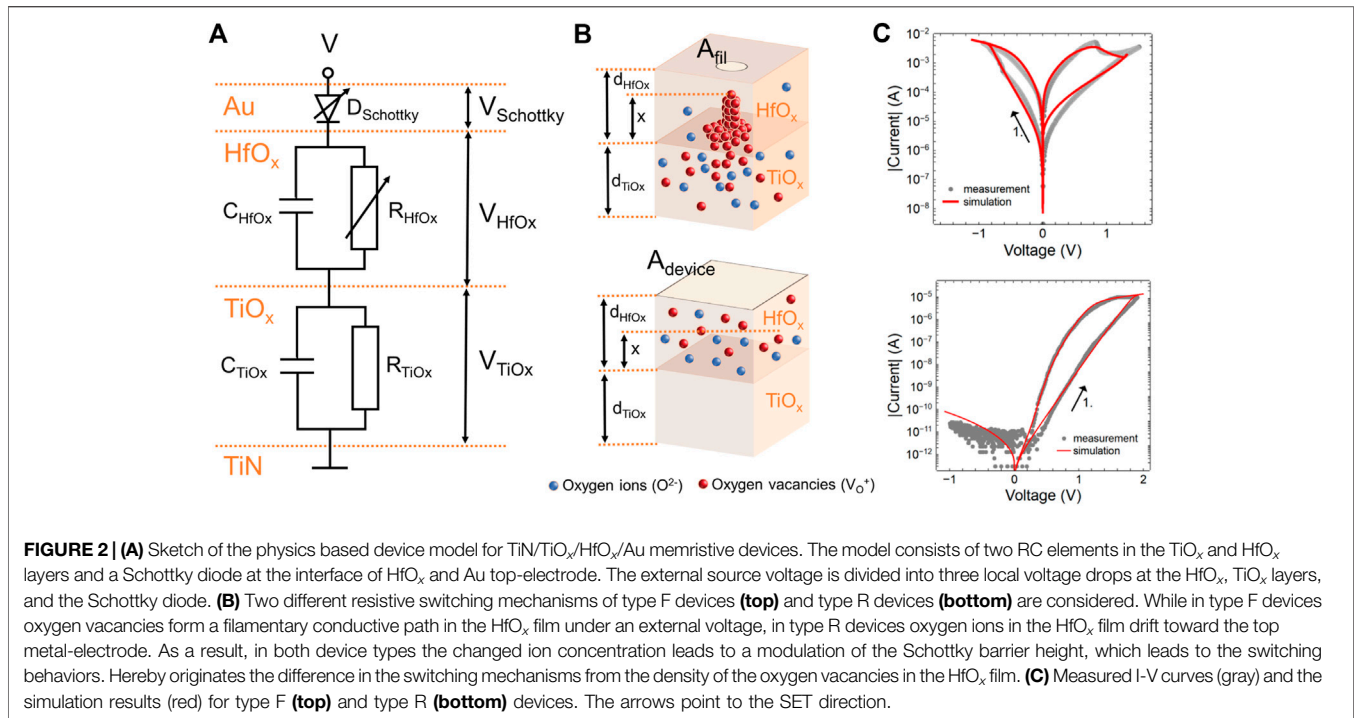 A
V
Au
D_Schottky
V_Schottky
HfO_x
C_HfOx
R_HfOx
V_HfOx
TiO_x
C_TiOx
R_TiOx
V_TiOx
TiN
B
A_fil
d_HfOx
x
HfO_x
d_TiOx
TiO_x
A_device
d_HfOx
x
HfO_x
d_TiOx
TiO_x
Oxygen ions (O²⁻) Oxygen vacancies (V_O⁺)
C
|Current| (A)
10⁻²
10⁻³
10⁻⁴
10⁻⁵
10⁻⁶
10⁻⁷
10⁻⁸
1.
measurement
simulation
−1 0 1
Voltage (V)
|Current| (A)
10⁻⁵
10⁻⁶
10⁻⁷
10⁻⁸
10⁻⁹
10⁻¹⁰
10⁻¹¹
10⁻¹²
1.
measurement
simulation
−1 0 1 2
Voltage (V)
FIGURE 2 | (A) Sketch of the physics based device model for TiN/TiOₓ/HfOₓ/Au memristive devices. The model consists of two RC elements in the TiOₓ and HfOₓ
layers and a Schottky diode at the interface of HfOₓ and Au top-electrode. The external source voltage is divided into three local voltage drops at the HfOₓ, TiOₓ layers,
and the Schottky diode. (B) Two different resistive switching mechanisms of type F devices (top) and type R devices (bottom) are considered. While in type F devices
oxygen vacancies form a filamentary conductive path in the HfOₓ film under an external voltage, in type R devices oxygen ions in the HfOₓ film drift toward the top
metal-electrode. As a result, in both device types the changed ion concentration leads to a modulation of the Schottky barrier height, which leads to the switching
behaviors. Hereby originates the difference in the switching mechanisms from the density of the oxygen vacancies in the HfOₓ film. (C) Measured I-V curves (gray) and the
simulation results (red) for type F (top) and type R (bottom) devices. The arrows point to the SET direction.